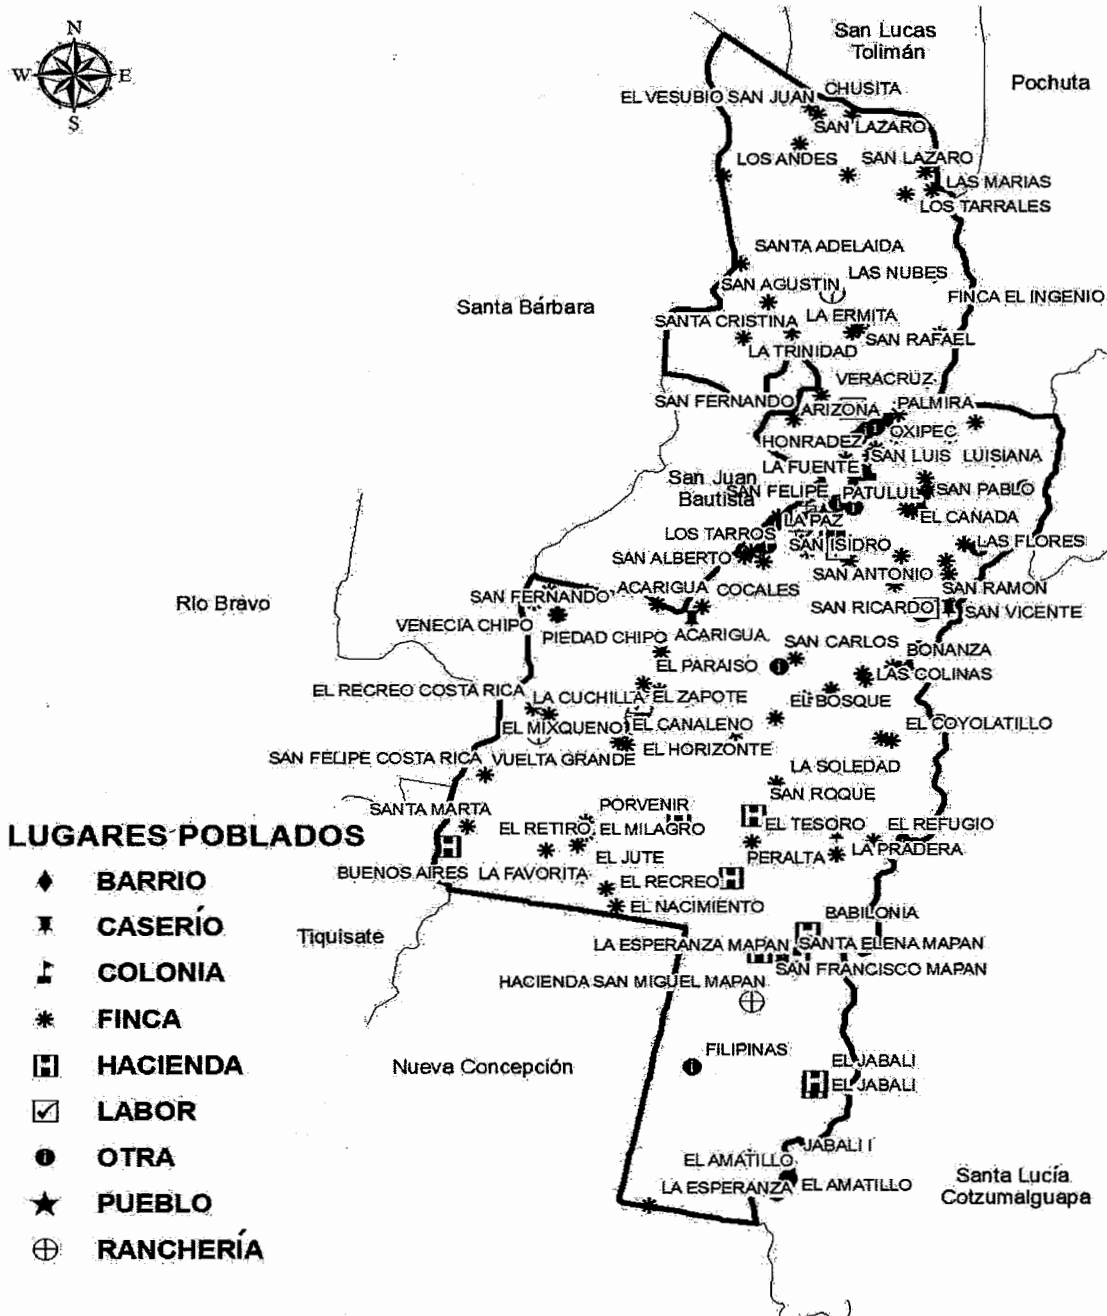 N
W E
S
San Lucas
Tolimán
Pochuta
CHUSITA
EL VESUBIO SAN JUAN
SAN LAZARO
LOS ANDES
SAN LAZARO
LAS MARIAS
LOS TARRALES
SANTA ADELAIDA
LAS NUBES
SAN AGUSTIN
FINCA EL INGENIO
Santa Bárbara
LA ERMITA
SANTA CRISTINA
SAN RAFAEL
LA TRINIDAD
VERACRUZ
SAN FERNANDO
ARIZONA
PALMIRA
OXIPEC
HONRADEZ
SAN LUIS
LUISIANA
LA FUENTE
San Juan
Bautista
SAN FELIPE
PATULUL
SAN PABLO
LA PAZ
EL CAÑADA
LOS TARROS
SAN ISIDRO
LAS FLORES
SAN ALBERTO
SAN ANTONIO
SAN RAMON
Río Bravo
SAN FERNANDO
ACARIGUA
COCALES
SAN RICARDO
SAN VICENTE
VENECIA CHIPO
PIEDAD CHIPO
ACARIGUA
SAN CARLOS
BONANZA
EL PARAISO
LAS COLINAS
EL RECREO COSTA RICA
LA CUCHILLA
EL ZAPOTE
EL BOSQUE
EL MIXQUEÑO
EL CANALEÑO
EL COYOLATILLO
EL HORIZONTE
SAN FELIPE COSTA RICA
VUELTA GRANDE
LA SOLEDAD
SAN ROQUE
SANTA MARTA
PORVENIR
EL RETIRO
EL MILAGRO
EL TESORO
EL REFUGIO
LA PRADERA
PERALTA
EL JUTE
BUENOS AIRES
LA FAVORITA
EL RECREO
EL NACIMIENTO
BABILONIA
Tiquisate
LA ESPERANZA MAPAN
SANTA ELENA MAPAN
SAN FRANCISCO MAPAN
HACIENDA SAN MIGUEL MAPAN
Nueva Concepción
FILIPINAS
EL JABALI
EL JABALI
JABALI I
EL AMATILLO
LA ESPERANZA
EL AMATILLO
Santa Lucía
Cotzumalguapa
LUGARES POBLADOS
BARRIO
CASERÍO
COLONIA
FINCA
HACIENDA
LABOR
OTRA
PUEBLO
RANCHERÍA